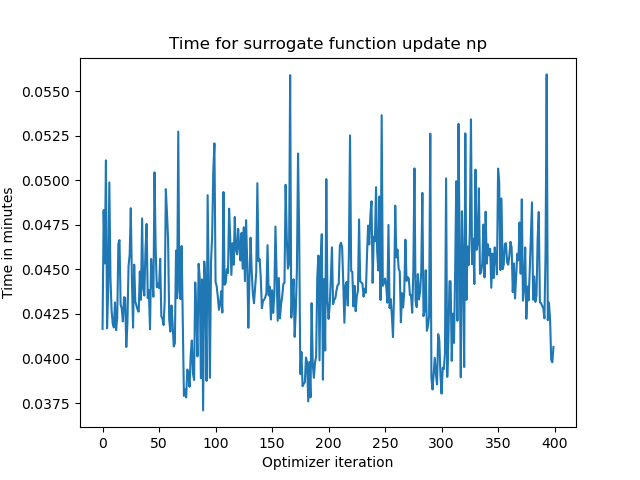 Time for surrogate function update np
0.0550
0.0525
0.0500
0.0475
0.0450
0.0425
0.0400
0.0375
Time in minutes
0 50 100 150 200 250 300 350 400
Optimizer iteration